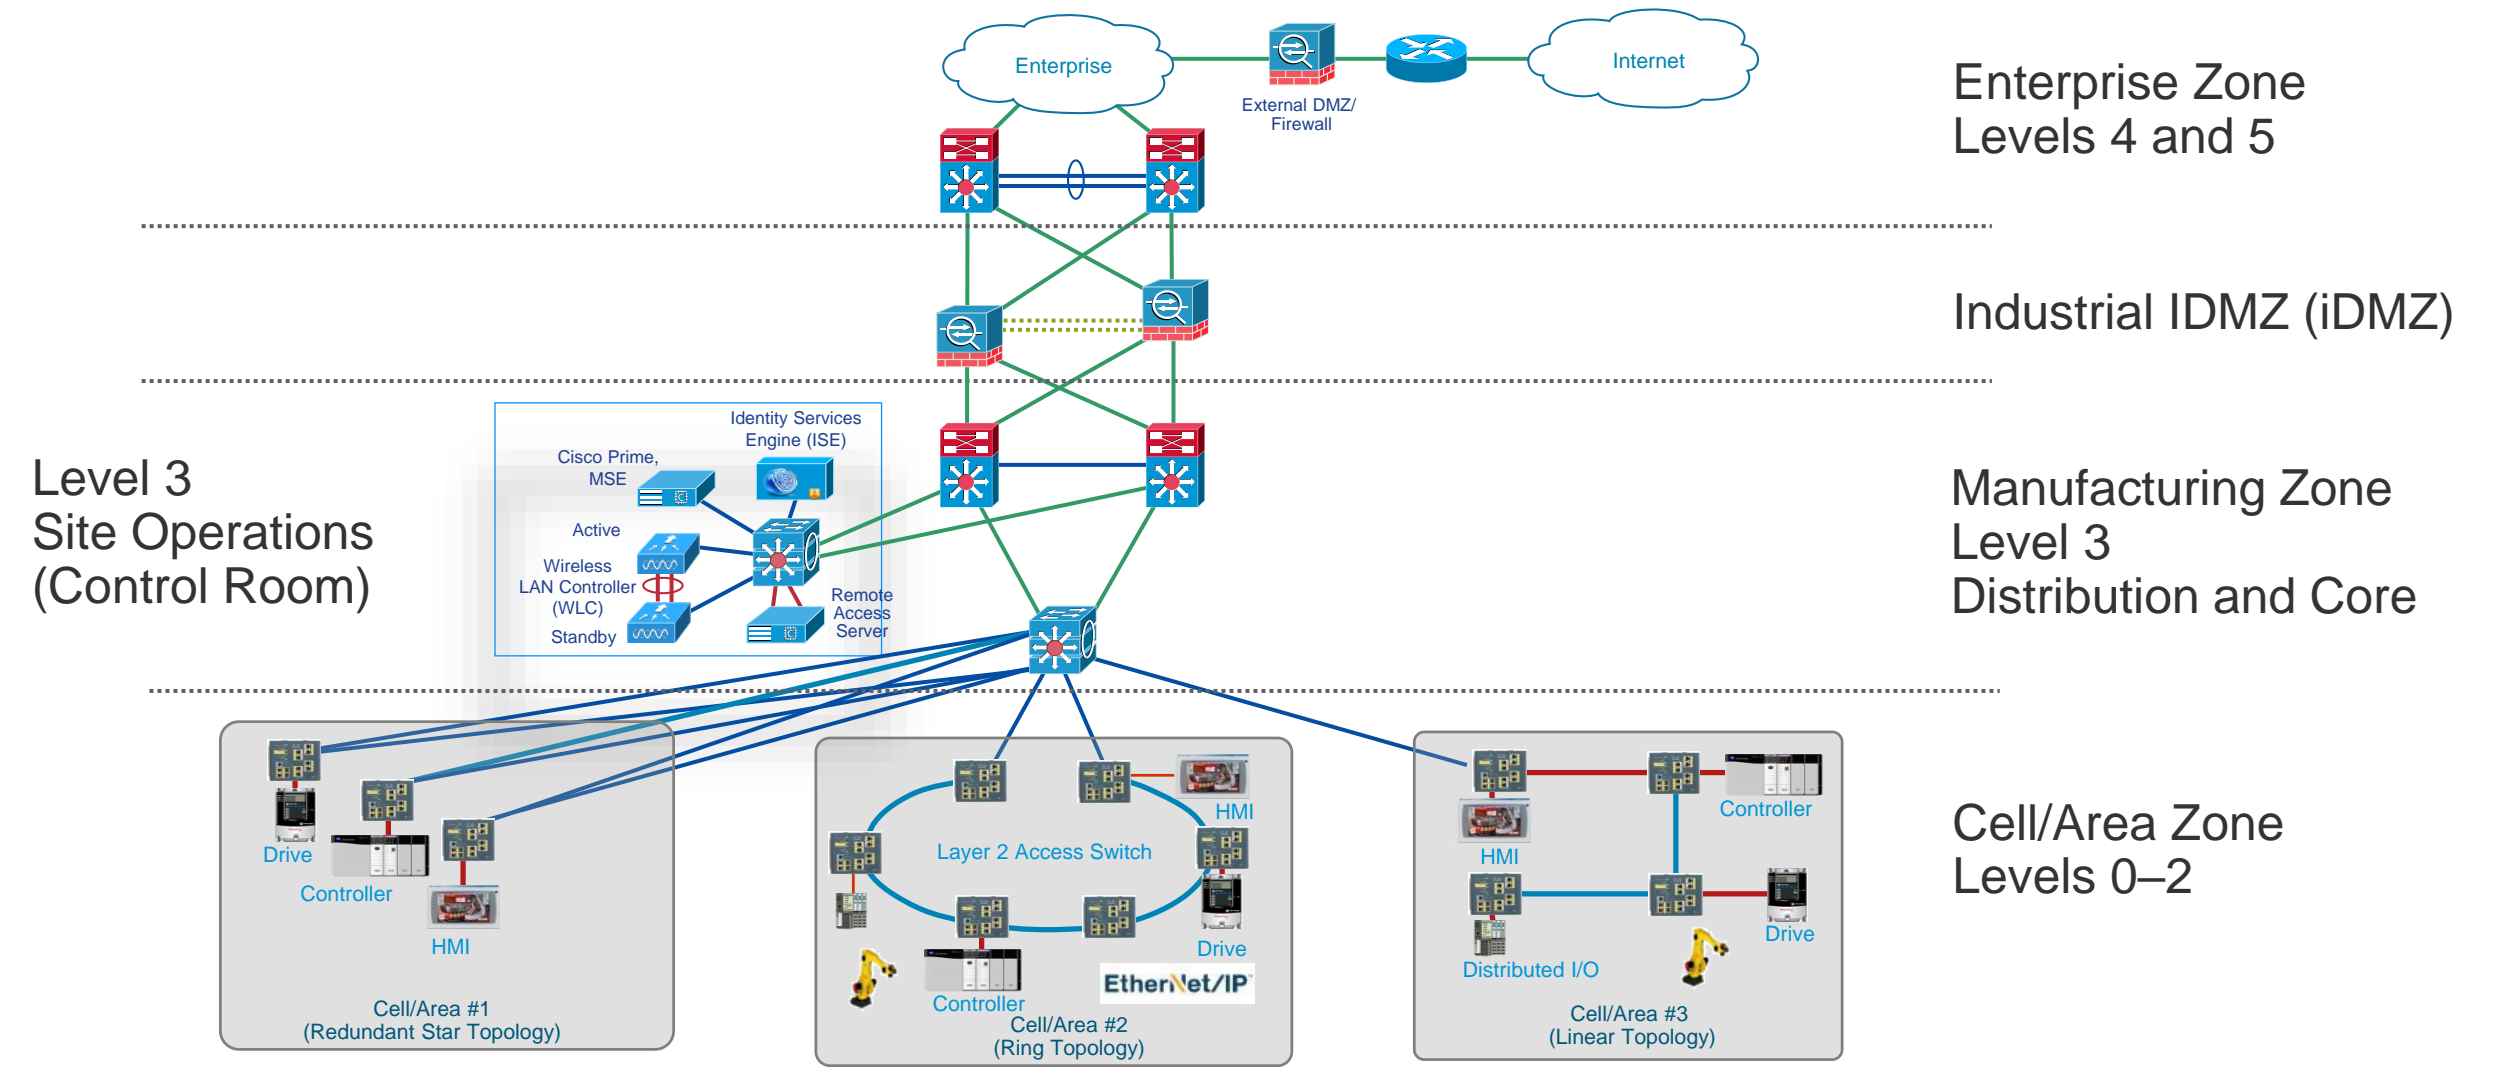 Enterprise
Internet
External DMZ/
Firewall
Enterprise Zone
Levels 4 and 5
Industrial IDMZ (iDMZ)
Level 3
Site Operations
(Control Room)
Identity Services
Engine (ISE)
Cisco Prime,
MSE
Active
Wireless
LAN Controller
(WLC)
Standby
Remote
Access
Server
Manufacturing Zone
Level 3
Distribution and Core
Drive
Controller
HMI
Cell/Area #1
(Redundant Star Topology)
HMI
Layer 2 Access Switch
Drive
Controller
EtherNet/IP
Cell/Area #2
(Ring Topology)
Controller
HMI
Drive
Distributed I/O
Cell/Area #3
(Linear Topology)
Cell/Area Zone
Levels 0–2